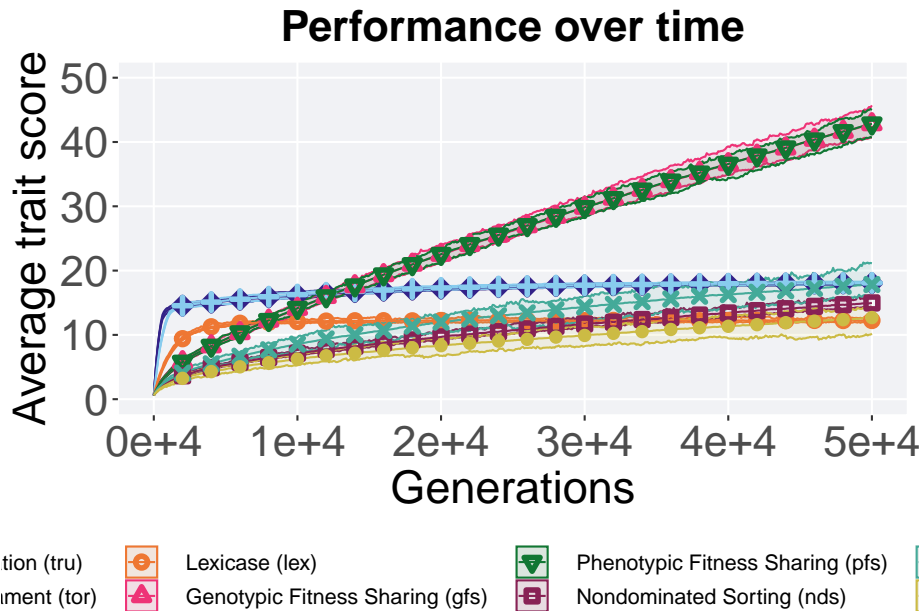 Performance over time
Average trait score
50
40
30
20
10
0
0e+4 1e+4 2e+4 3e+4 4e+4 5e+4
Generations
tion (tru) Lexicase (lex) Phenotypic Fitness Sharing (pfs)
ament (tor) Genotypic Fitness Sharing (gfs) Nondominated Sorting (nds)